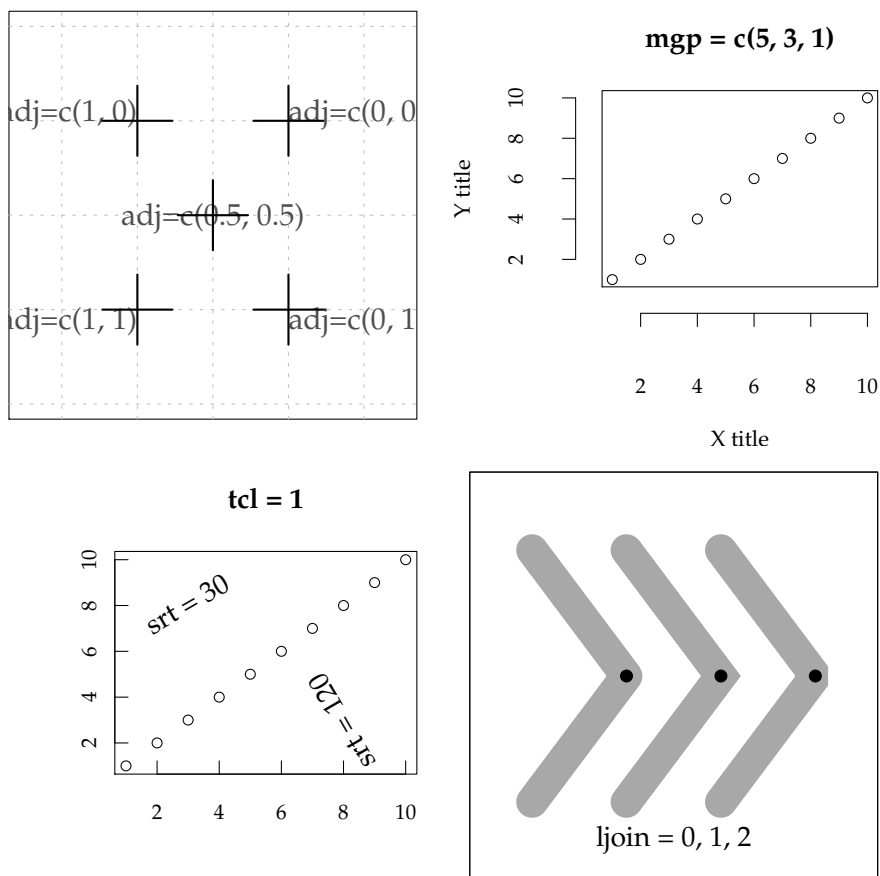 adj=c(1, 0)
adj=c(0, 0
adj=c(0.5, 0.5)
adj=c(1, 1)
adj=c(0, 1
mgp = c(5, 3, 1)
Y title
10
8
6
4
2
2 4 6 8 10
X title
tcl = 1
10
8
6
4
2
srt = 30
srt = 120
2 4 6 8 10
ljoin = 0, 1, 2